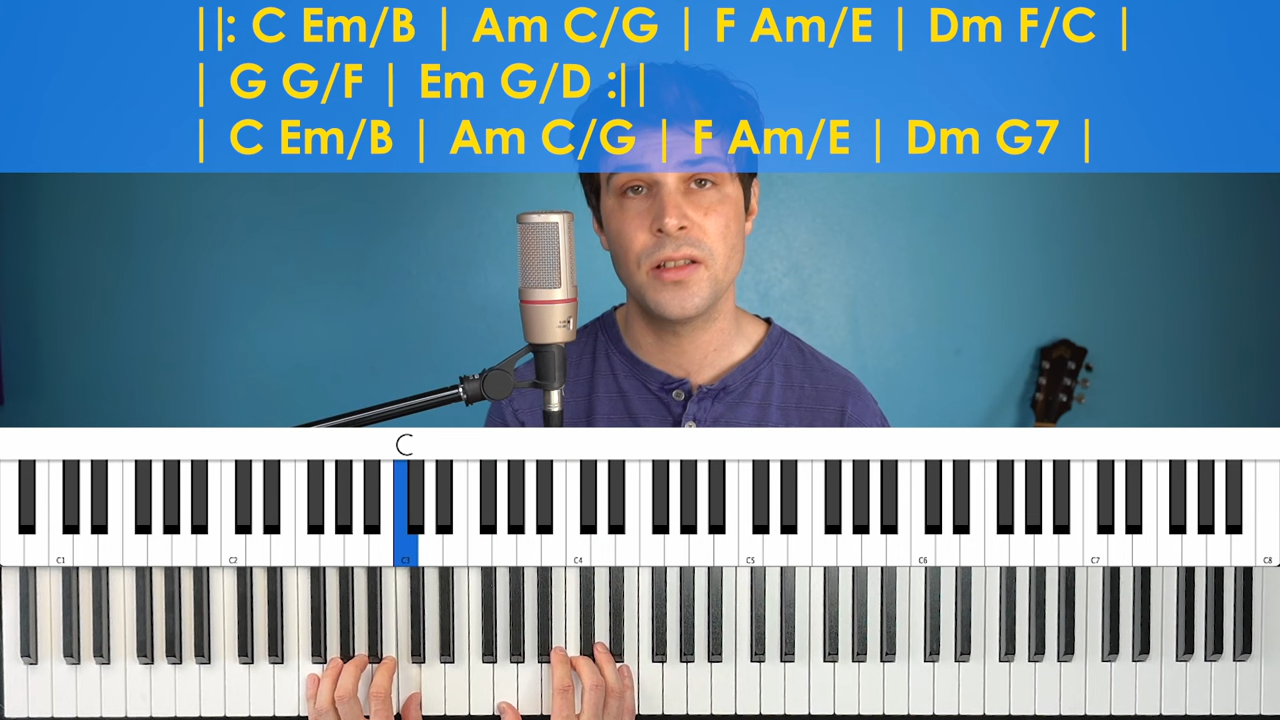 ||: C Em/B | Am C/G | F Am/E | Dm F/C |
| G G/F | Em G/D :||
| C Em/B | Am C/G | F Am/E | Dm G7 |
C
C1 C2 C3 C4 C5 C6 C7 C8